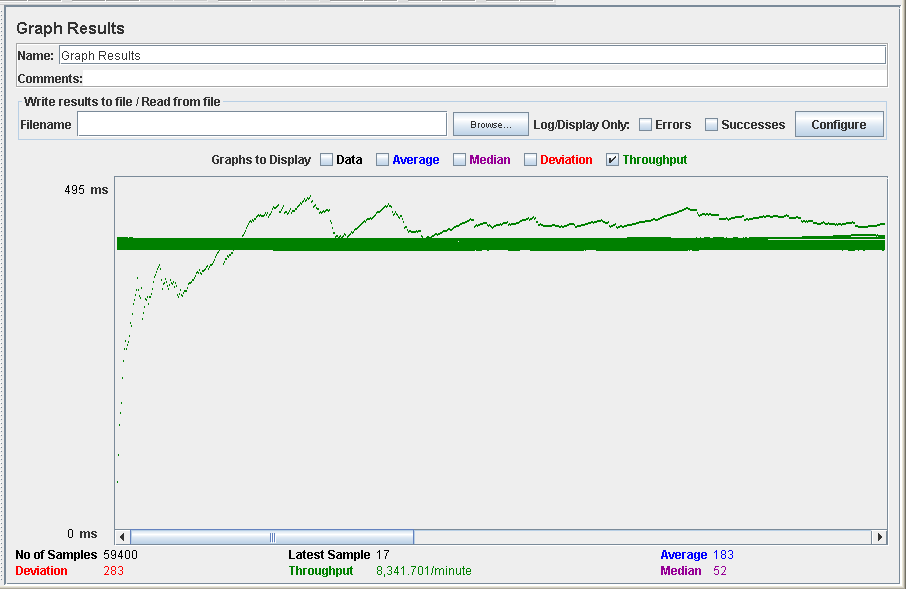 Graph Results
Name: Graph Results
Comments:
Write results to file / Read from file
Filename Browse... Log/Display Only: Errors Successes Configure
Graphs to Display Data Average Median Deviation Throughput
495 ms
0 ms
No of Samples 59400 Latest Sample 17 Average 183
Deviation 283 Throughput 8,341.701/minute Median 52